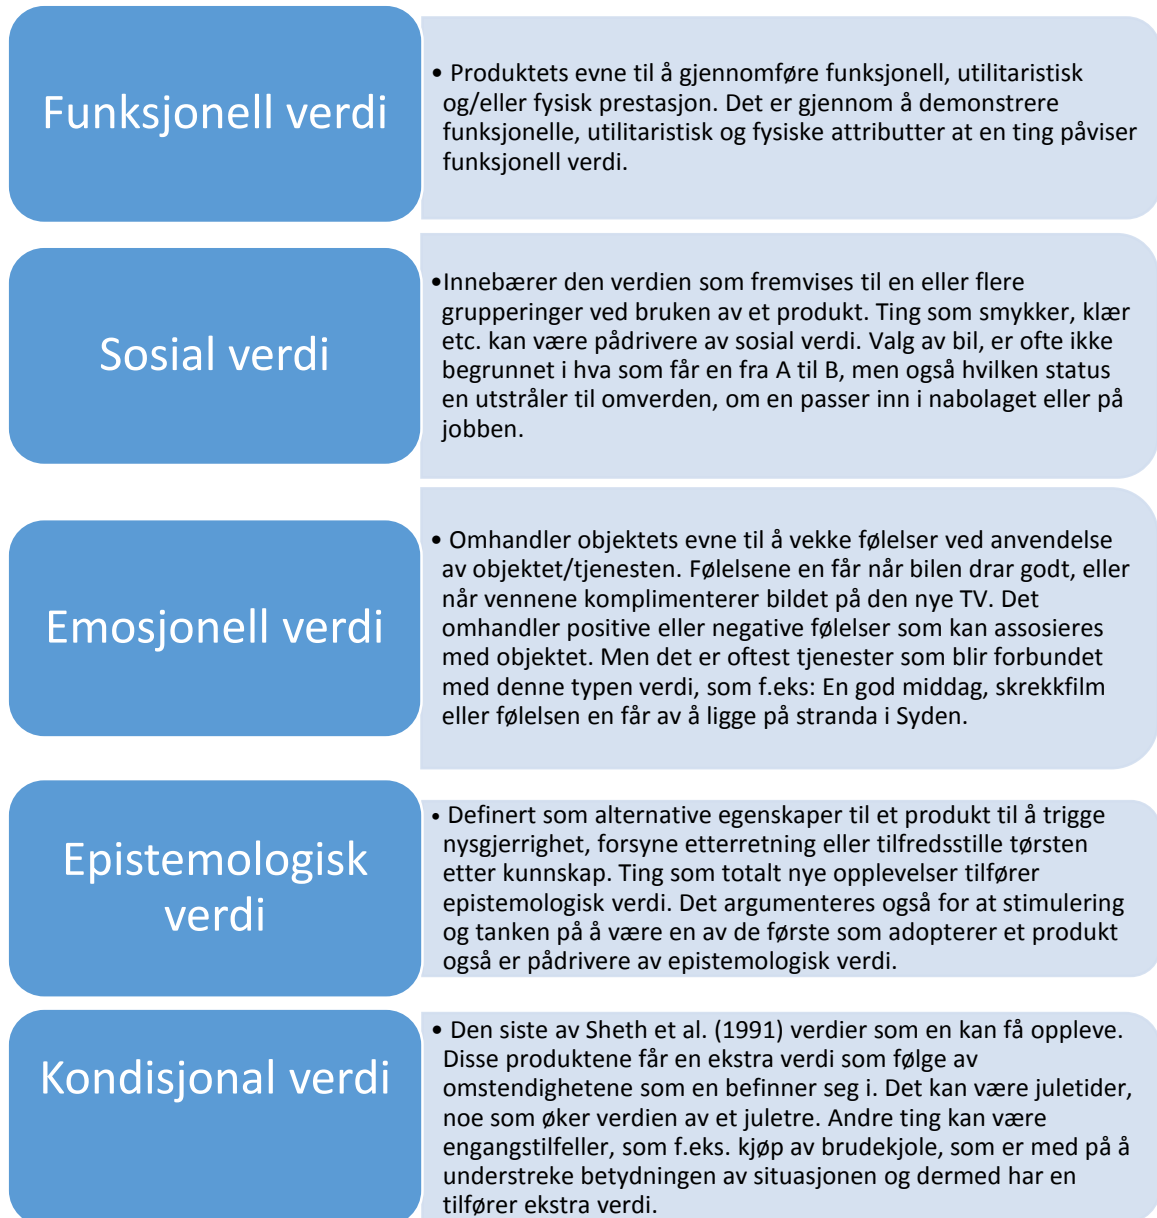 Funksjonell verdi
• Produktets evne til å gjennomføre funksjonell, utilitaristisk
og/eller fysisk prestasjon. Det er gjennom å demonstrere
funksjonelle, utilitaristisk og fysiske attributter at en ting påviser
funksjonell verdi.
Sosial verdi
•Innebærer den verdien som fremvises til en eller flere
grupperinger ved bruken av et produkt. Ting som smykker, klær
etc. kan være pådrivere av sosial verdi. Valg av bil, er ofte ikke
begrunnet i hva som får en fra A til B, men også hvilken status
en utstråler til omverden, om en passer inn i nabolaget eller på
jobben.
Emosjonell verdi
• Omhandler objektets evne til å vekke følelser ved anvendelse
av objektet/tjenesten. Følelsene en får når bilen drar godt, eller
når vennene komplimenterer bildet på den nye TV. Det
omhandler positive eller negative følelser som kan assosieres
med objektet. Men det er oftest tjenester som blir forbundet
med denne typen verdi, som f.eks: En god middag, skrekkfilm
eller følelsen en får av å ligge på stranda i Syden.
Epistemologisk
verdi
• Definert som alternative egenskaper til et produkt til å trigge
nysgjerrighet, forsyne etterretning eller tilfredsstille tørsten
etter kunnskap. Ting som totalt nye opplevelser tilfører
epistemologisk verdi. Det argumenteres også for at stimulering
og tanken på å være en av de første som adopterer et produkt
også er pådrivere av epistemologisk verdi.
Kondisjonal verdi
• Den siste av Sheth et al. (1991) verdier som en kan få oppleve.
Disse produktene får en ekstra verdi som følge av
omstendighetene som en befinner seg i. Det kan være juletider,
noe som øker verdien av et juletre. Andre ting kan være
engangstilfeller, som f.eks. kjøp av brudekjole, som er med på å
understreke betydningen av situasjonen og dermed har en
tilfører ekstra verdi.